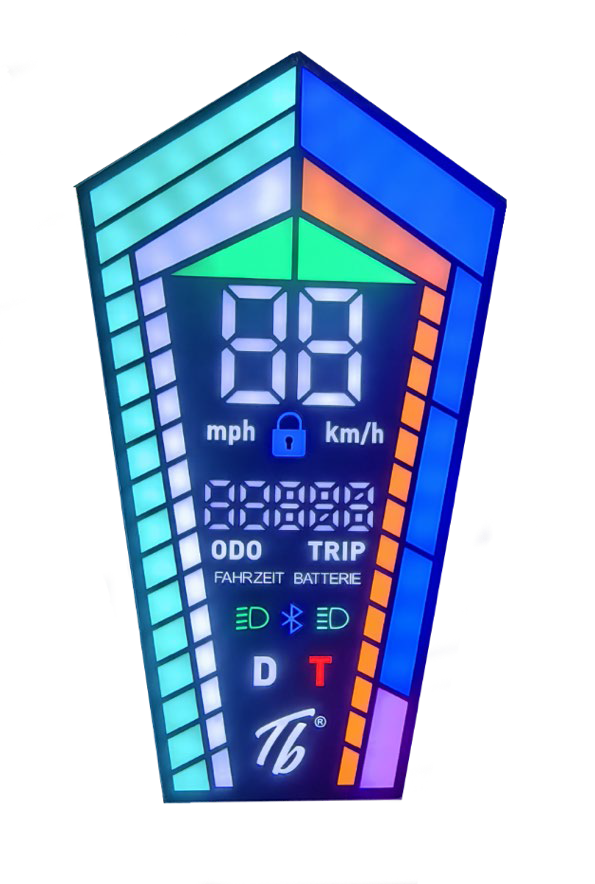 88
mph km/h
88888
ODO TRIP
FAHRZEIT BATTERIE
D T
Tb®